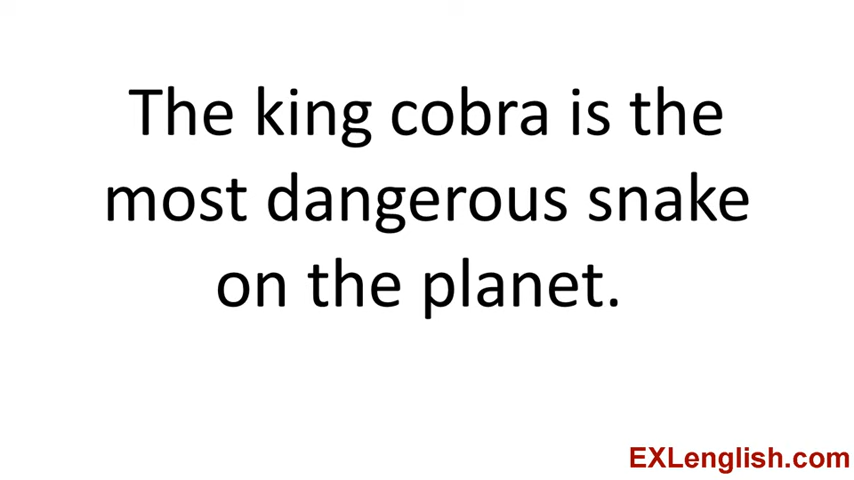 The king cobra is the
most dangerous snake
on the planet.
EXLenglish.com